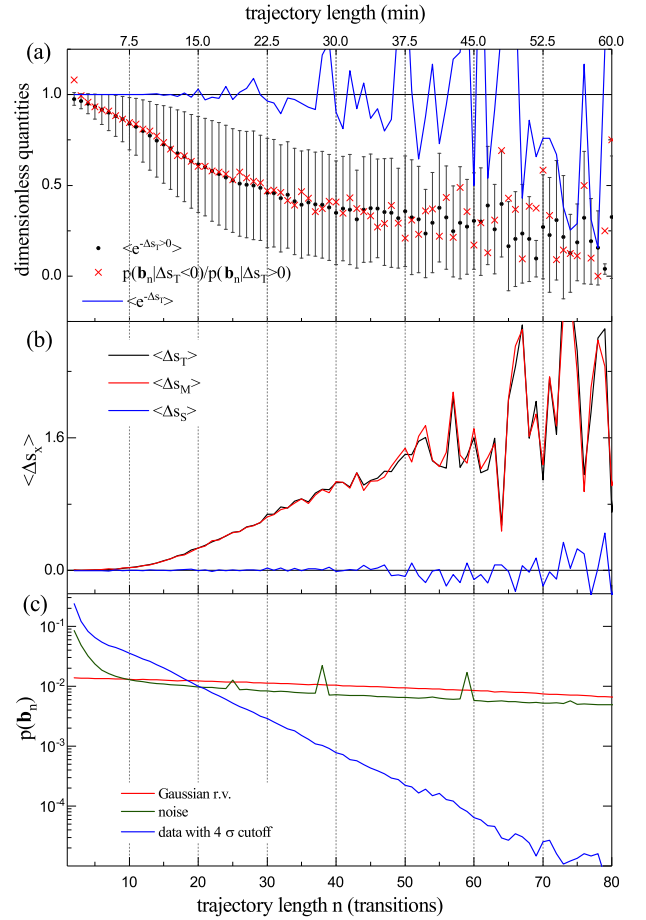 trajectory length (min)
7.5 15.0 22.5 30.0 37.5 45.0 52.5 60.0
(a)
dimensionless quantities
1.0
0.5
0.0
<e^-Δs_T>0>
p(b_n|Δs_T<0)/p(b_n|Δs_T>0)
<e^-Δs_T>
(b)
<Δs_x>
1.6
0.0
<Δs_T>
<Δs_M>
<Δs_S>
(c)
p(b_n)
10^-1
10^-2
10^-3
10^-4
Gaussian r.v.
noise
data with 4 σ cutoff
10 20 30 40 50 60 70 80
trajectory length n (transitions)